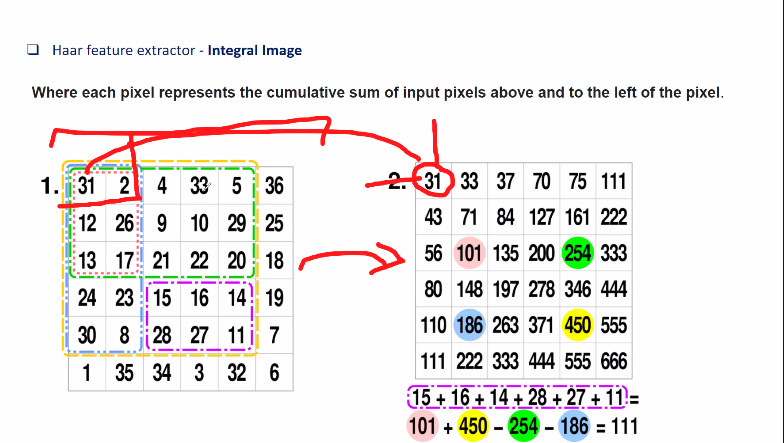 ❑ Haar feature extractor - Integral Image
Where each pixel represents the cumulative sum of input pixels above and to the left of the pixel.
1.
31 2 4 33 5 36
12 26 9 10 29 25
13 17 21 22 20 18
24 23 15 16 14 19
30 8 28 27 11 7
1 35 34 3 32 6
2.
31 33 37 70 75 111
43 71 84 127 161 222
56 101 135 200 254 333
80 148 197 278 346 444
110 186 263 371 450 555
111 222 333 444 555 666
15 + 16 + 14 + 28 + 27 + 11 =
101 + 450 − 254 − 186 = 111